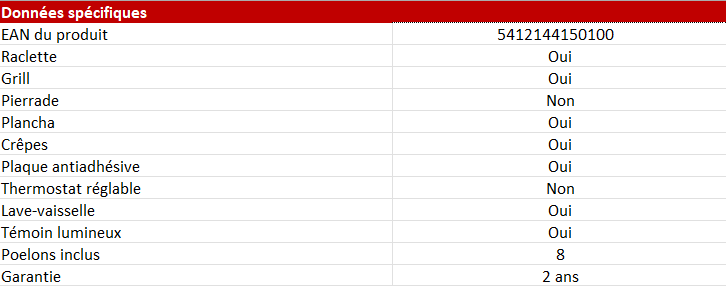 Données spécifiques
EAN du produit 5412144150100
Raclette Oui
Grill Oui
Pierrade Non
Plancha Oui
Crêpes Oui
Plaque antiadhésive Oui
Thermostat réglable Non
Lave-vaisselle Oui
Témoin lumineux Oui
Poelons inclus 8
Garantie 2 ans